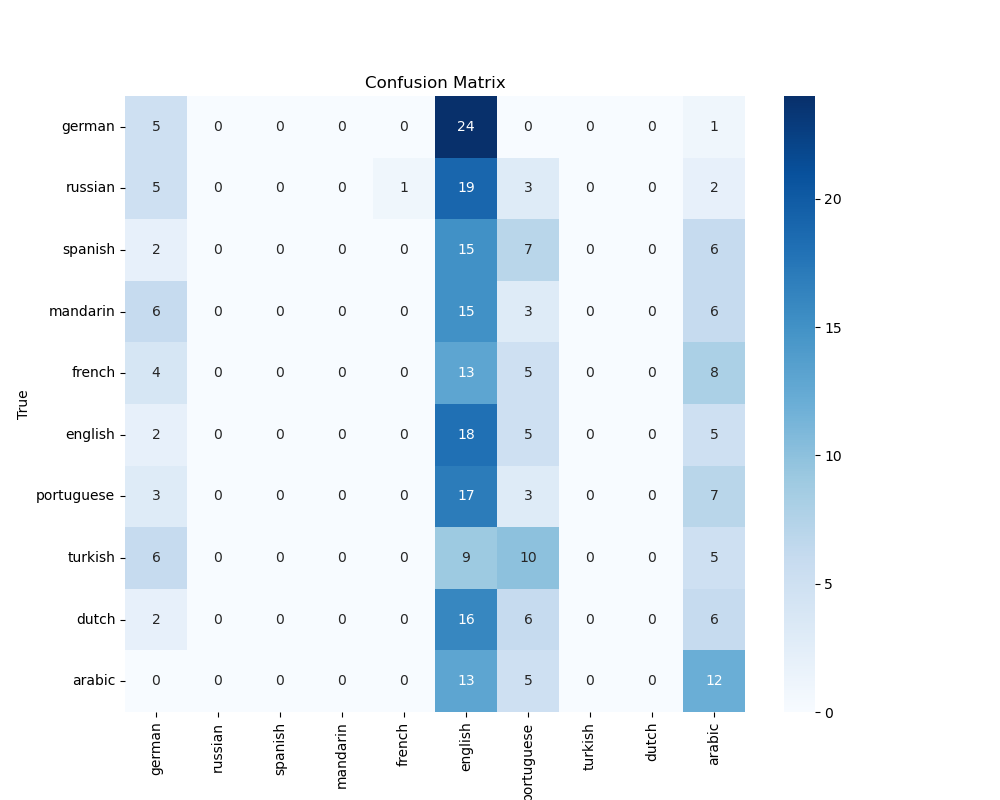 Confusion Matrix
german 5 0 0 0 0 24 0 0 0 1
russian 5 0 0 0 1 19 3 0 0 2
spanish 2 0 0 0 0 15 7 0 0 6
mandarin 6 0 0 0 0 15 3 0 0 6
french 4 0 0 0 0 13 5 0 0 8
english 2 0 0 0 0 18 5 0 0 5
portuguese 3 0 0 0 0 17 3 0 0 7
turkish 6 0 0 0 0 9 10 0 0 5
dutch 2 0 0 0 0 16 6 0 0 6
arabic 0 0 0 0 0 13 5 0 0 12
True
german russian spanish mandarin french english portuguese turkish dutch arabic
20
15
10
5
0